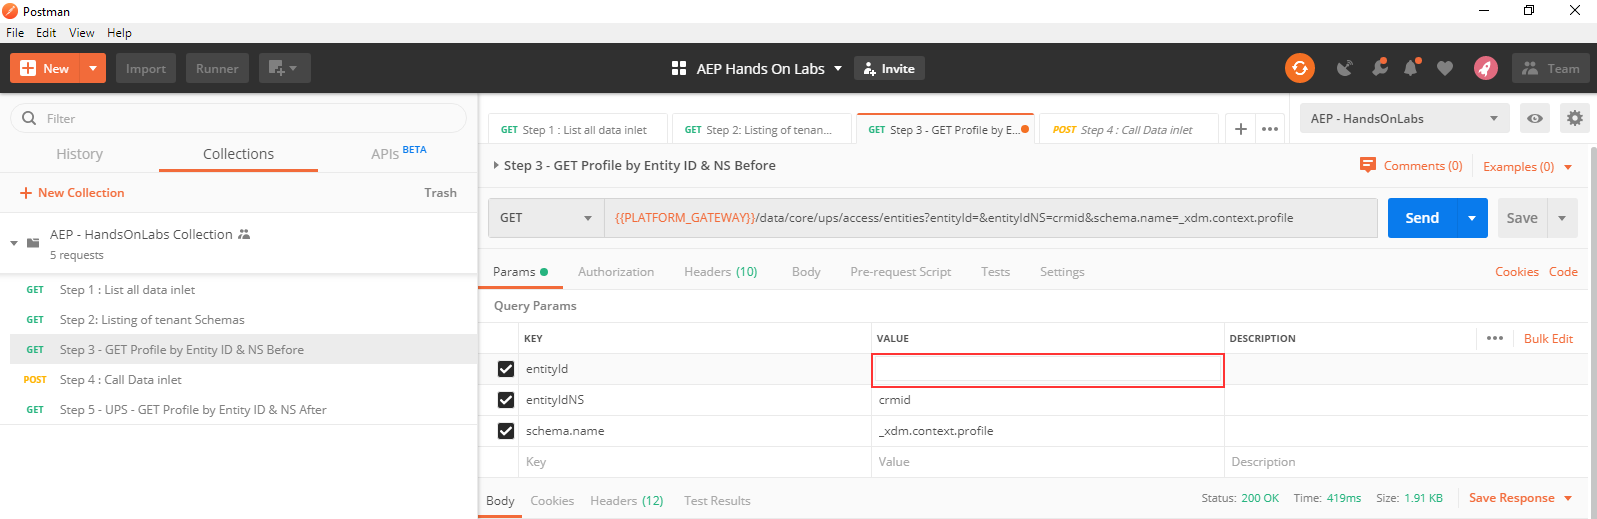 Postman
File Edit View Help
New Import Runner AEP Hands On Labs Invite Team
Filter
History Collections APIs BETA
New Collection Trash
AEP - HandsOnLabs Collection
5 requests
GET Step 1 : List all data inlet
GET Step 2: Listing of tenant Schemas
GET Step 3 - GET Profile by Entity ID & NS Before
POST Step 4 : Call Data inlet
GET Step 5 - UPS - GET Profile by Entity ID & NS After
GET Step 1 : List all data inlet GET Step 2: Listing of tenan... GET Step 3 - GET Profile by E... POST Step 4 : Call Data inlet AEP - HandsOnLabs
Step 3 - GET Profile by Entity ID & NS Before Comments (0) Examples (0)
GET {{PLATFORM_GATEWAY}}/data/core/ups/access/entities?entityId=&entityIdNS=crmid&schema.name=_xdm.context.profile Send Save
Params Authorization Headers (10) Body Pre-request Script Tests Settings Cookies Code
Query Params
KEY VALUE DESCRIPTION Bulk Edit
entityId
entityIdNS crmid
schema.name _xdm.context.profile
Key Value Description
Body Cookies Headers (12) Test Results Status: 200 OK Time: 419ms Size: 1.91 KB Save Response